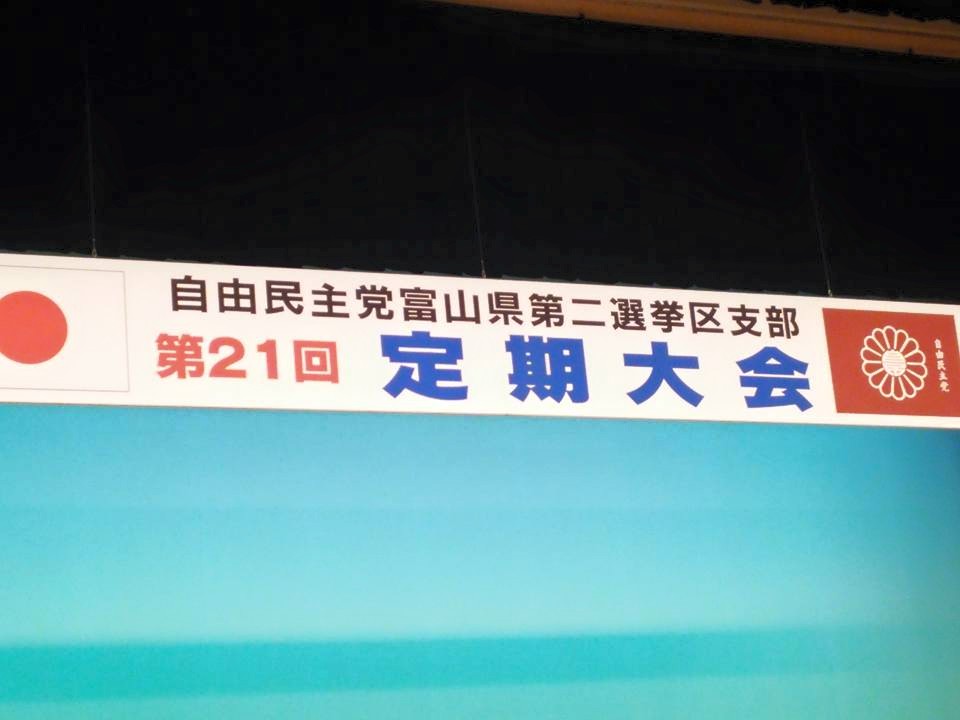 自由民主党富山県第二選挙区支部
第21回 定期大会
自由民主党